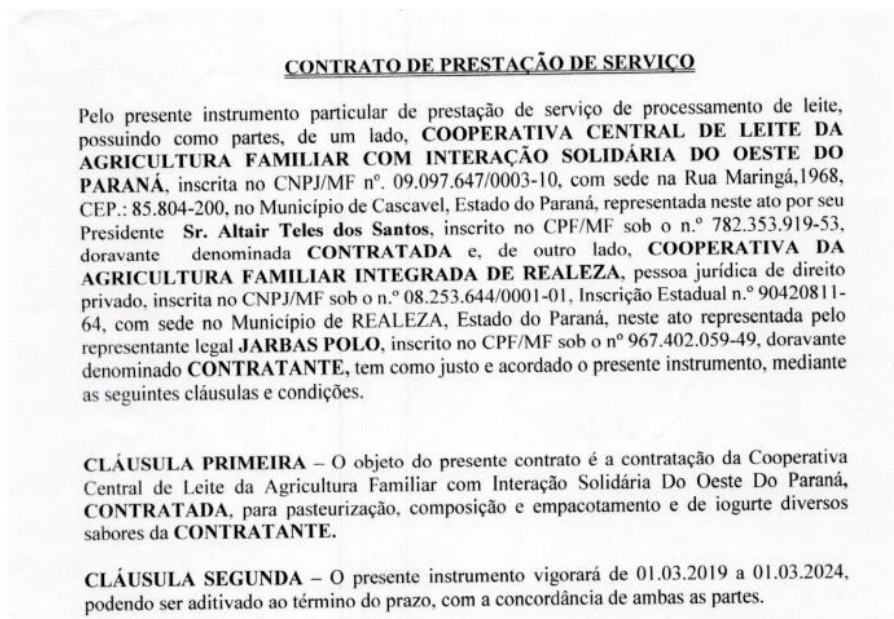 CONTRATO DE PRESTAÇÃO DE SERVIÇO
Pelo presente instrumento particular de prestação de serviço de processamento de leite,
possuindo como partes, de um lado, COOPERATIVA CENTRAL DE LEITE DA
AGRICULTURA FAMILIAR COM INTERAÇÃO SOLIDÁRIA DO OESTE DO
PARANÁ, inscrita no CNPJ/MF nº. 09.097.647/0003-10, com sede na Rua Maringá,1968,
CEP.: 85.804-200, no Município de Cascavel, Estado do Paraná, representada neste ato por seu
Presidente Sr. Altair Teles dos Santos, inscrito no CPF/MF sob o n.º 782.353.919-53,
doravante denominada CONTRATADA e, de outro lado, COOPERATIVA DA
AGRICULTURA FAMILIAR INTEGRADA DE REALEZA, pessoa jurídica de direito
privado, inscrita no CNPJ/MF sob o n.º 08.253.644/0001-01, Inscrição Estadual n.º 90420811-
64, com sede no Município de REALEZA, Estado do Paraná, neste ato representada pelo
representante legal JARBAS POLO, inscrito no CPF/MF sob o nº 967.402.059-49, doravante
denominado CONTRATANTE, tem como justo e acordado o presente instrumento, mediante
as seguintes cláusulas e condições.
CLÁUSULA PRIMEIRA – O objeto do presente contrato é a contratação da Cooperativa
Central de Leite da Agricultura Familiar com Interação Solidária Do Oeste Do Paraná,
CONTRATADA, para pasteurização, composição e empacotamento e de iogurte diversos
sabores da CONTRATANTE.
CLÁUSULA SEGUNDA – O presente instrumento vigorará de 01.03.2019 a 01.03.2024,
podendo ser aditivado ao término do prazo, com a concordância de ambas as partes.